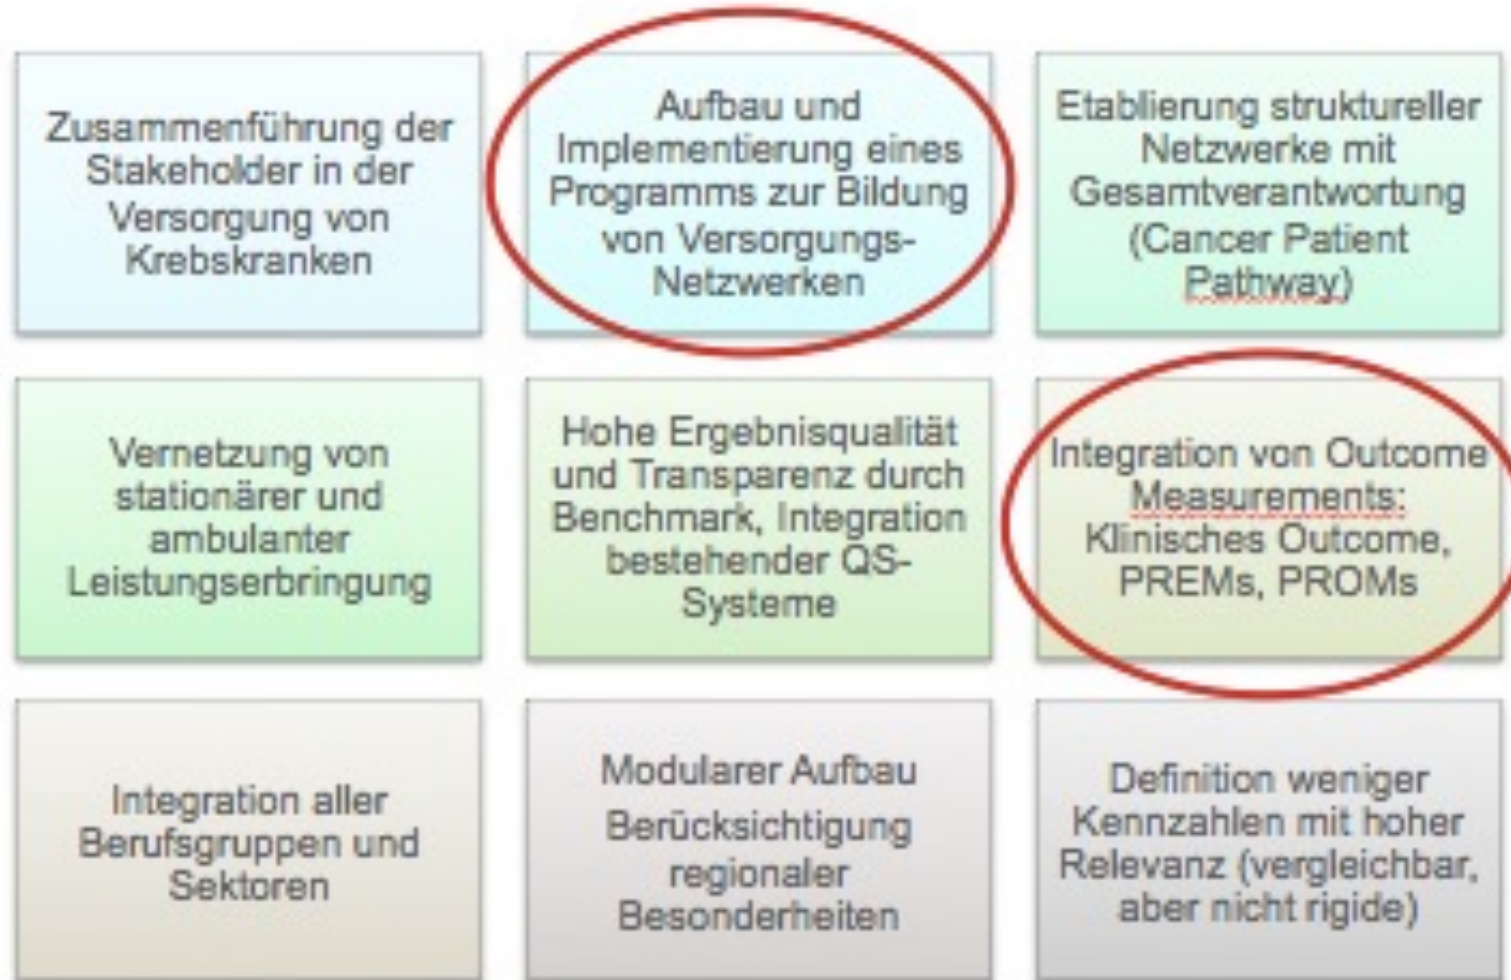 Zusammenführung der
Stakeholder in der
Versorgung von
Krebskranken
Aufbau und
Implementierung eines
Programms zur Bildung
von Versorgungs-
Netzwerken
Etablierung struktureller
Netzwerke mit
Gesamtverantwortung
(Cancer Patient
Pathway)
Vernetzung von
stationärer und
ambulanter
Leistungserbringung
Hohe Ergebnisqualität
und Transparenz durch
Benchmark, Integration
bestehender QS-
Systeme
Integration von Outcome
Measurements:
Klinisches Outcome,
PREMs, PROMs
Integration aller
Berufsgruppen und
Sektoren
Modularer Aufbau
Berücksichtigung
regionaler
Besonderheiten
Definition weniger
Kennzahlen mit hoher
Relevanz (vergleichbar,
aber nicht rigide)